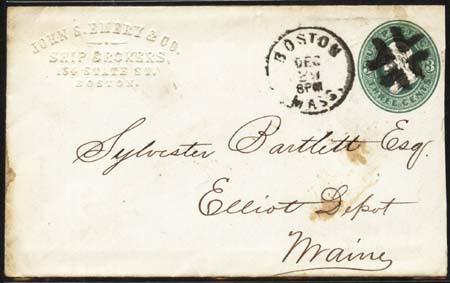 JOHN S. EMERY & CO.
SHIP BROKERS,
154 STATE ST.
BOSTON.
BOSTON
DEC
29
8PM
MASS.
THREE CENTS
Sylvester Bartlett Esq.
Elliot Depot
Maine